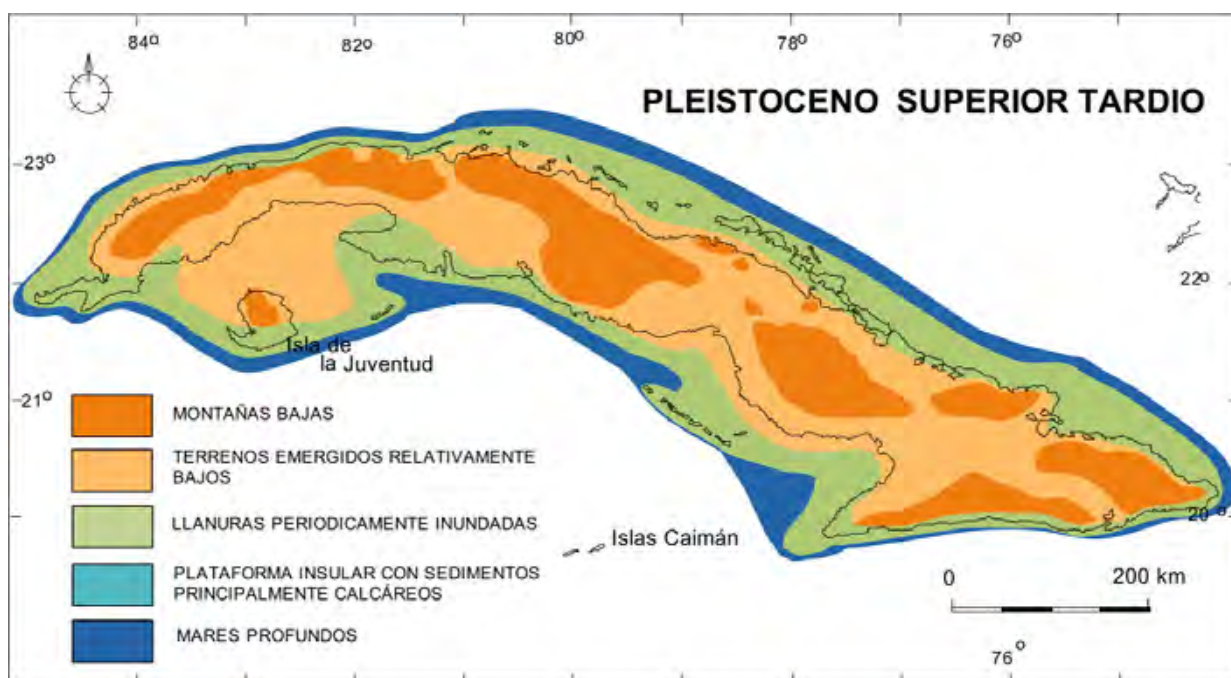 84º
82º
80º
78º
76º
PLEISTOCENO SUPERIOR TARDIO
23º
22º
Isla de
la Juventud
21º
MONTAÑAS BAJAS
TERRENOS EMERGIDOS RELATIVAMENTE
BAJOS
LLANURAS PERIODICAMENTE INUNDADAS
20º
Islas Caimán
PLATAFORMA INSULAR CON SEDIMENTOS
PRINCIPALMENTE CALCÁREOS
0 200 km
MARES PROFUNDOS
76º